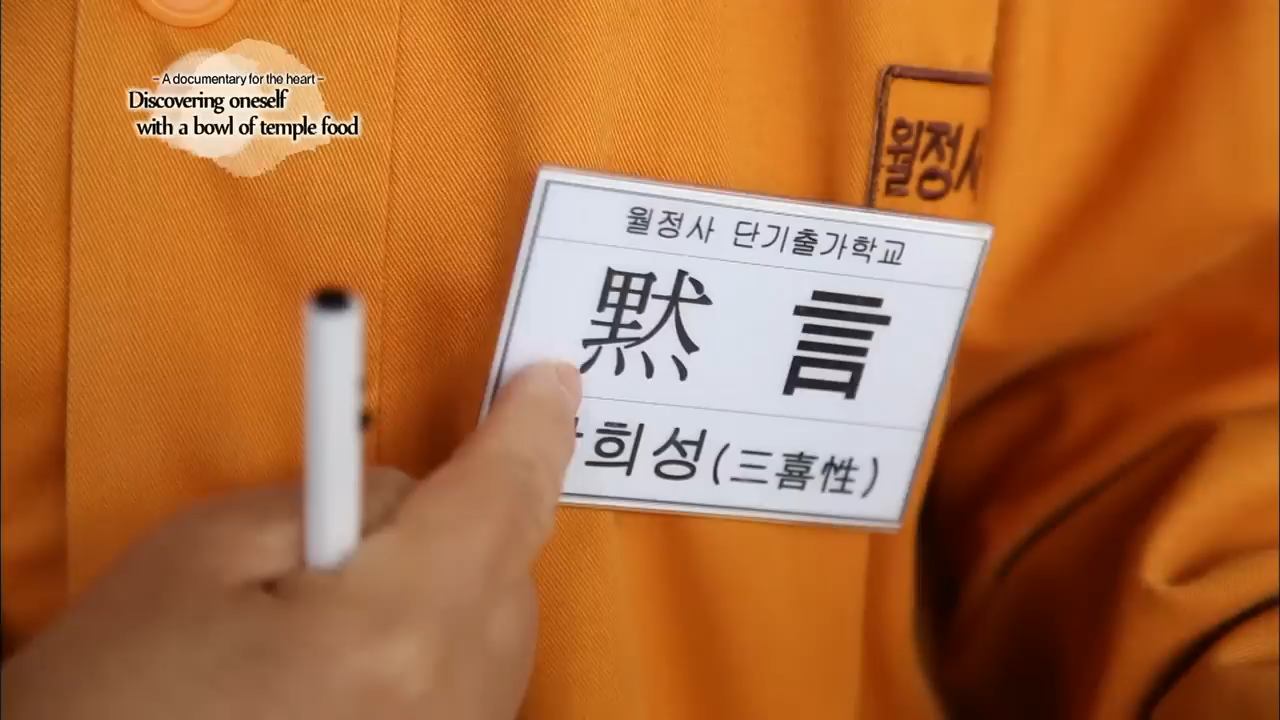 – A documentary for the heart –
Discovering oneself
with a bowl of temple food
월정사
월정사 단기출가학교
默 言
희성(三喜性)